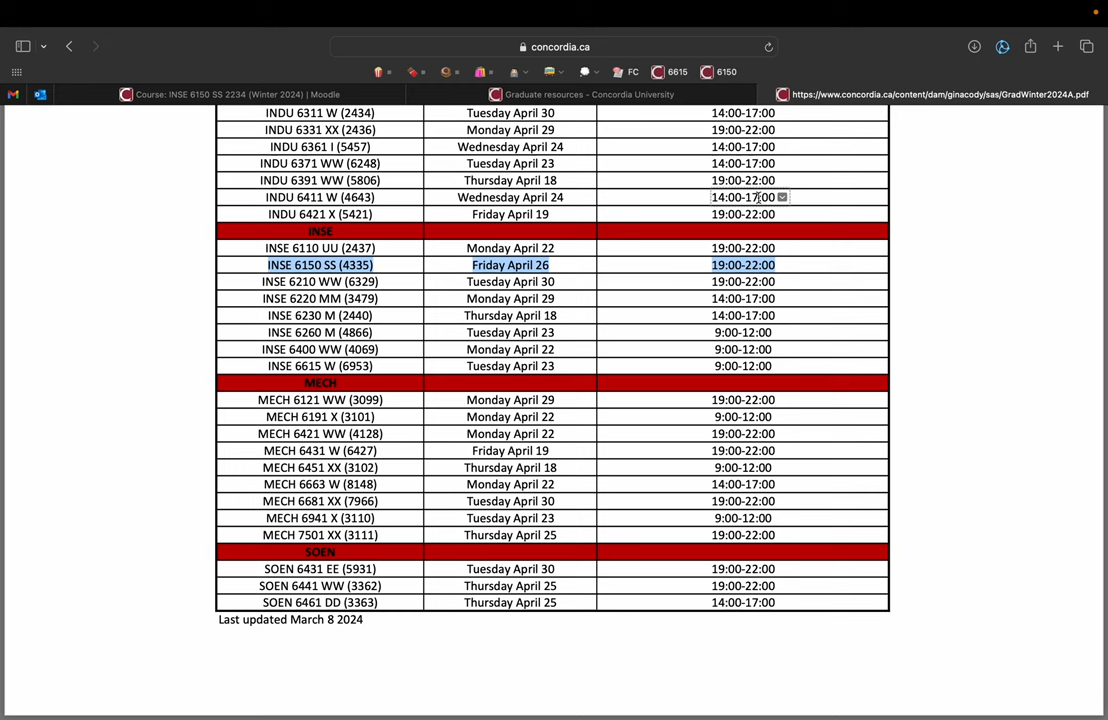 concordia.ca
FC 6615 6150
Course: INSE 6150 SS 2234 (Winter 2024) | Moodle Graduate resources - Concordia University https://www.concordia.ca/content/dam/ginacody/sas/GradWinter2024A.pdf
INDU 6311 W (2434) Tuesday April 30 14:00-17:00
INDU 6331 XX (2436) Monday April 29 19:00-22:00
INDU 6361 I (5457) Wednesday April 24 14:00-17:00
INDU 6371 WW (6248) Tuesday April 23 14:00-17:00
INDU 6391 WW (5806) Thursday April 18 19:00-22:00
INDU 6411 W (4643) Wednesday April 24 14:00-17:00
INDU 6421 X (5421) Friday April 19 19:00-22:00
INSE
INSE 6110 UU (2437) Monday April 22 19:00-22:00
INSE 6150 SS (4335) Friday April 26 19:00-22:00
INSE 6210 WW (6329) Tuesday April 30 19:00-22:00
INSE 6220 MM (3479) Monday April 29 14:00-17:00
INSE 6230 M (2440) Thursday April 18 14:00-17:00
INSE 6260 M (4866) Tuesday April 23 9:00-12:00
INSE 6400 WW (4069) Monday April 22 9:00-12:00
INSE 6615 W (6953) Tuesday April 23 9:00-12:00
MECH
MECH 6121 WW (3099) Monday April 29 19:00-22:00
MECH 6191 X (3101) Monday April 22 9:00-12:00
MECH 6421 WW (4128) Monday April 22 19:00-22:00
MECH 6431 W (6427) Friday April 19 19:00-22:00
MECH 6451 XX (3102) Thursday April 18 9:00-12:00
MECH 6663 W (8148) Monday April 22 14:00-17:00
MECH 6681 XX (7966) Tuesday April 30 19:00-22:00
MECH 6941 X (3110) Tuesday April 23 9:00-12:00
MECH 7501 XX (3111) Thursday April 25 19:00-22:00
SOEN
SOEN 6431 EE (5931) Tuesday April 30 19:00-22:00
SOEN 6441 WW (3362) Thursday April 25 19:00-22:00
SOEN 6461 DD (3363) Thursday April 25 14:00-17:00
Last updated March 8 2024